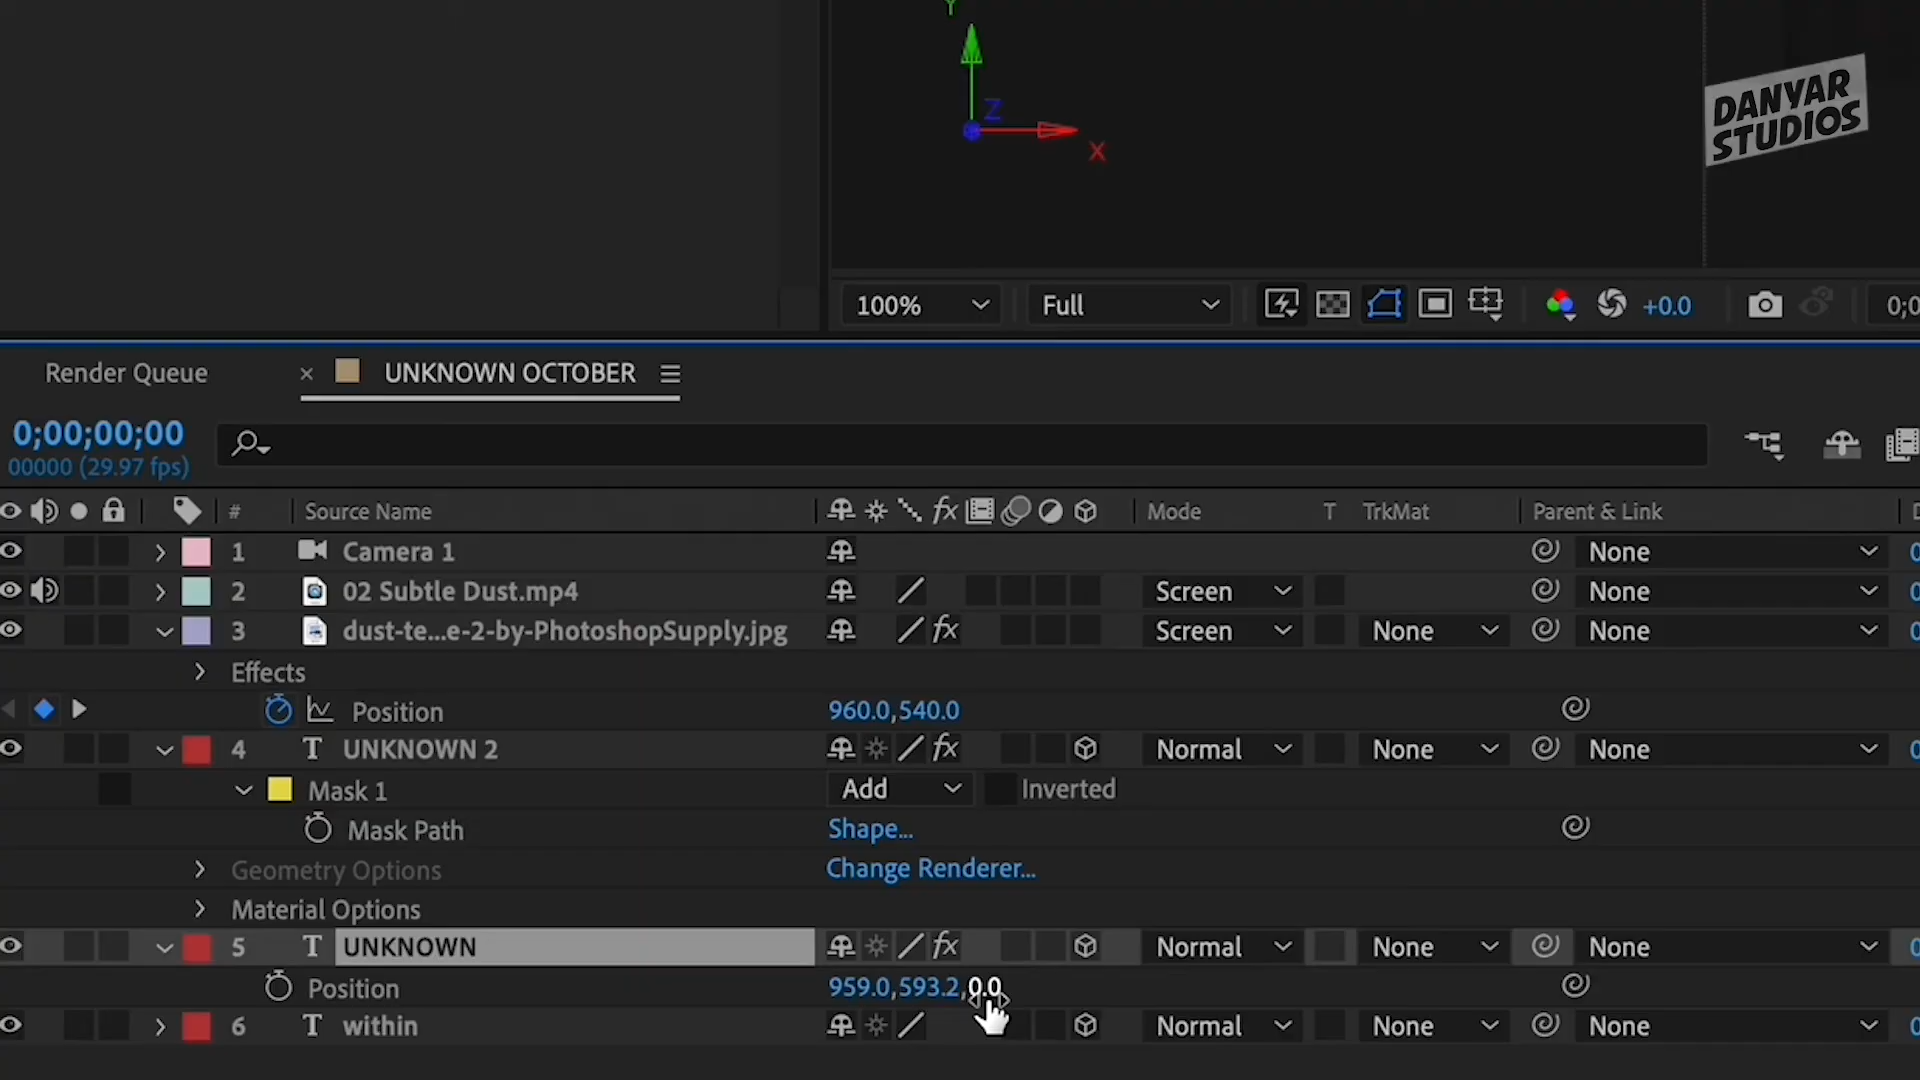 Y
Z
X
DANYAR
STUDIOS
100% Full +0.0 0;0
Render Queue × UNKNOWN OCTOBER
0;00;00;00
00000 (29.97 fps)
# Source Name fx Mode T TrkMat Parent & Link
1 Camera 1 None
2 02 Subtle Dust.mp4 Screen None
3 dust-te...e-2-by-PhotoshopSupply.jpg fx Screen None None
Effects
Position 960.0,540.0
4 T UNKNOWN 2 fx Normal None None
Mask 1 Add Inverted
Mask Path Shape...
Geometry Options Change Renderer...
Material Options
5 T UNKNOWN fx Normal None None
Position 959.0,593.2,0.0
6 T within Normal None None